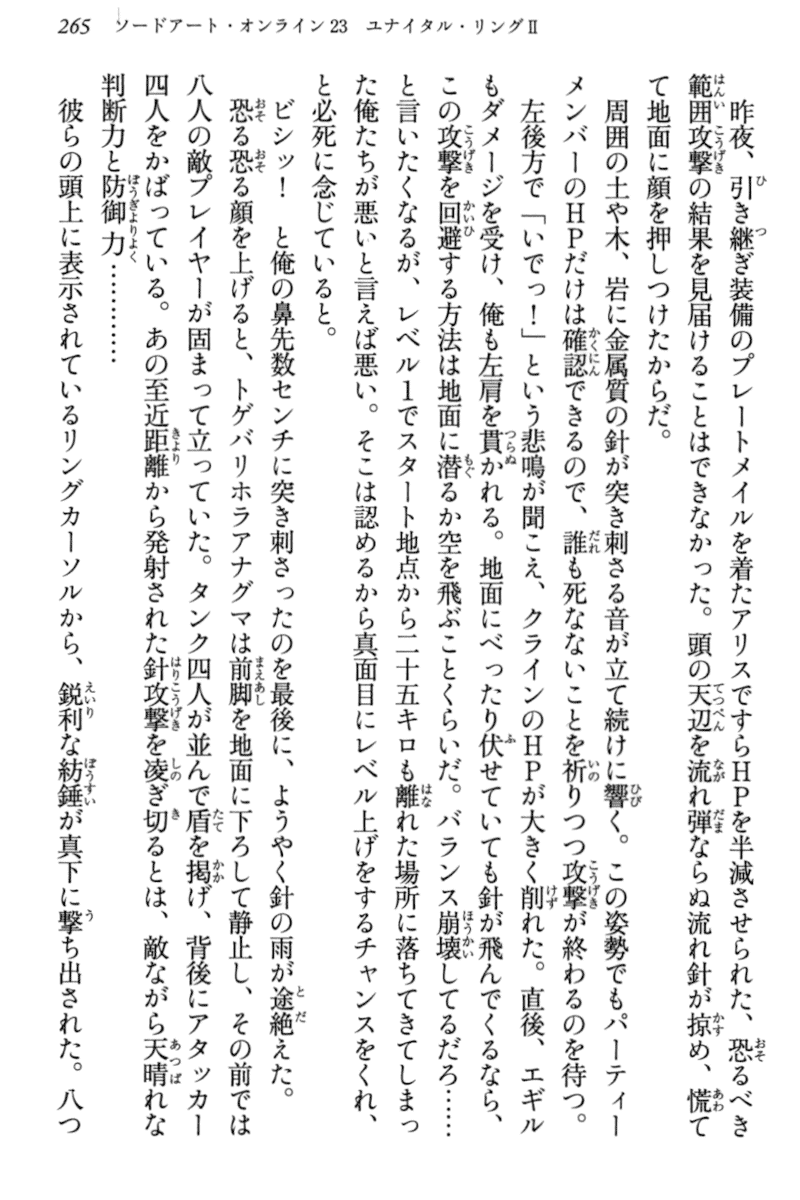 265 ソードアート・オンライン23 ユナイタル・リングⅡ
昨夜、引き継ぎ装備のプレートメイルを着たアリスですらHPを半減させられた、恐るべき
範囲攻撃の結果を見届けることはできなかった。頭の天辺を流れ弾ならぬ流れ針が掠め、慌て
て地面に顔を押しつけたからだ。
周囲の土や木、岩に金属質の針が突き刺さる音が立て続けに響く。この姿勢でもパーティー
メンバーのHPだけは確認できるので、誰も死なないことを祈りつつ攻撃が終わるのを待つ。
左後方で「いでっ！」という悲鳴が聞こえ、クラインのHPが大きく削れた。直後、エギル
もダメージを受け、俺も左肩を貫かれる。地面にべったり伏せていても針が飛んでくるなら、
この攻撃を回避する方法は地面に潜るか空を飛ぶことくらいだ。バランス崩壊してるだろ……
と言いたくなるが、レベル1でスタート地点から二十五キロも離れた場所に落ちてきてしまっ
た俺たちが悪いと言えば悪い。そこは認めるから真面目にレベル上げをするチャンスをくれ、
と必死に念じていると。
ビシッ！　と俺の鼻先数センチに突き刺さったのを最後に、ようやく針の雨が途絶えた。
恐る恐る顔を上げると、トゲバリホラアナグマは前脚を地面に下ろして静止し、その前では
八人の敵プレイヤーが固まって立っていた。タンク四人が並んで盾を掲げ、背後にアタッカー
四人をかばっている。あの至近距離から発射された針攻撃を凌ぎ切るとは、敵ながら天晴れな
判断力と防御力…………
彼らの頭上に表示されているリングカーソルから、鋭利な紡錘が真下に撃ち出された。八つ